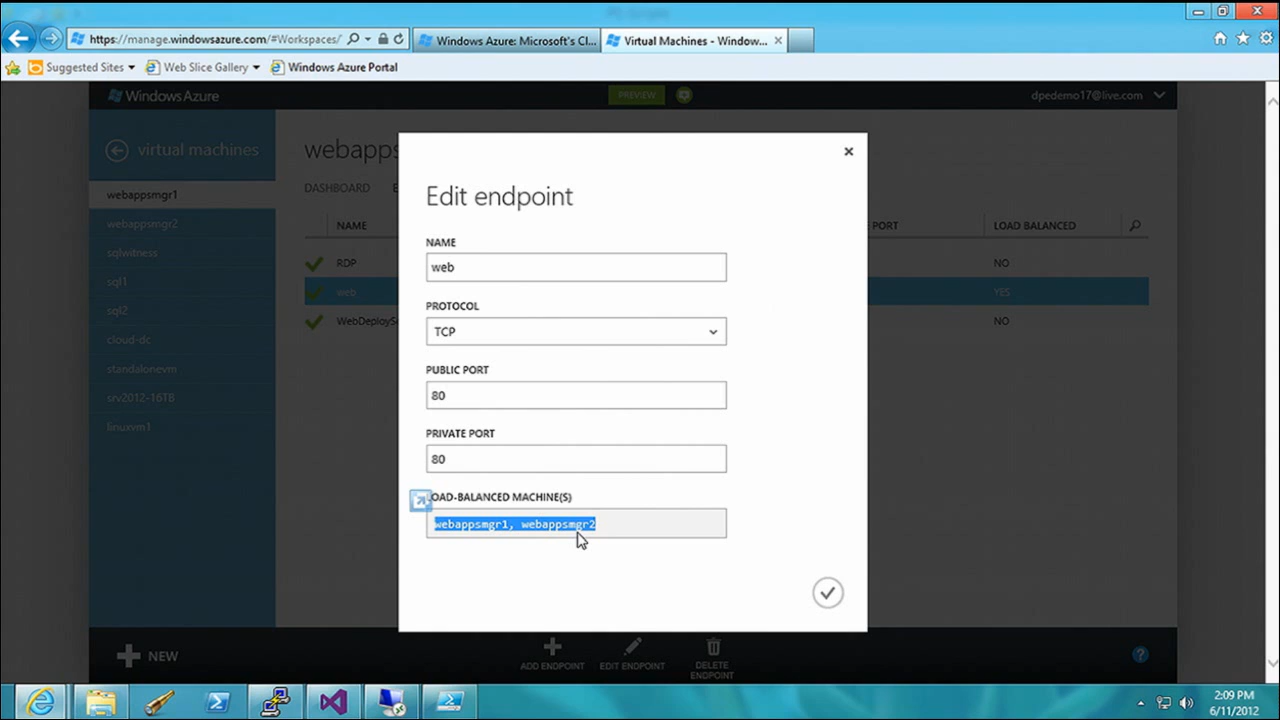 https://manage.windowsazure.com/#Workspaces/
Windows Azure: Microsoft's Cl...
Virtual Machines - Window...
Suggested Sites
Web Slice Gallery
Windows Azure Portal
Windows Azure
PREVIEW
dpedemo17@live.com
virtual machines
webappsmgr1
webappsmgr2
sqlwitness
sql1
sql2
cloud-dc
standalonevm
srv2012-16TB
linuxvm1
webapps
DASHBOARD E
NAME
PORT
LOAD BALANCED
RDP
NO
web
YES
WebDeploySe
NO
Edit endpoint
NAME
web
PROTOCOL
TCP
PUBLIC PORT
80
PRIVATE PORT
80
OAD-BALANCED MACHINE(S)
webappsmgr1, webappsmgr2
NEW
ADD ENDPOINT
EDIT ENDPOINT
DELETE
ENDPOINT
?
2:09 PM
6/11/2012